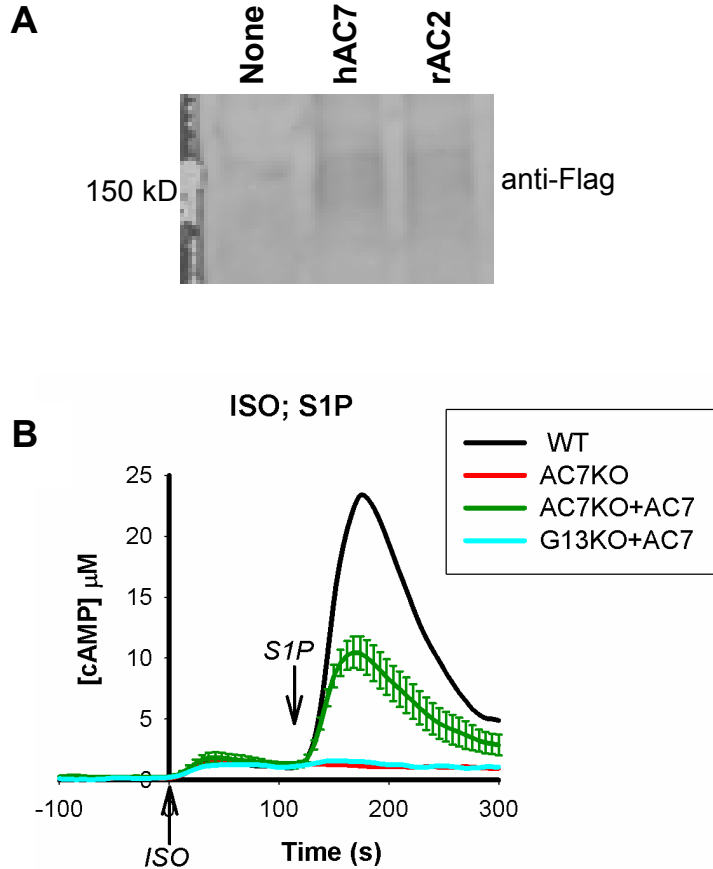 A
None
hAC7
rAC2
150 kD
anti-Flag
B
ISO; S1P
WT
AC7KO
AC7KO+AC7
G13KO+AC7
25
20
15
10
5
0
[cAMP] μM
S1P
-100
0
100
200
300
ISO
Time (s)